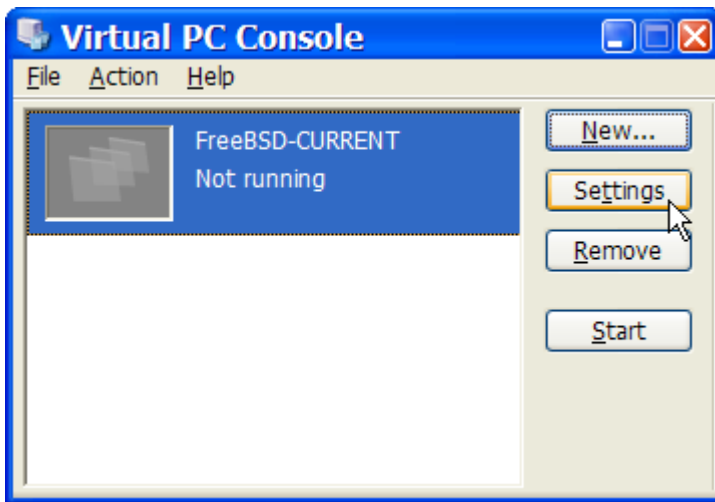 Virtual PC Console
File Action Help
FreeBSD-CURRENT
Not running
New...
Settings
Remove
Start